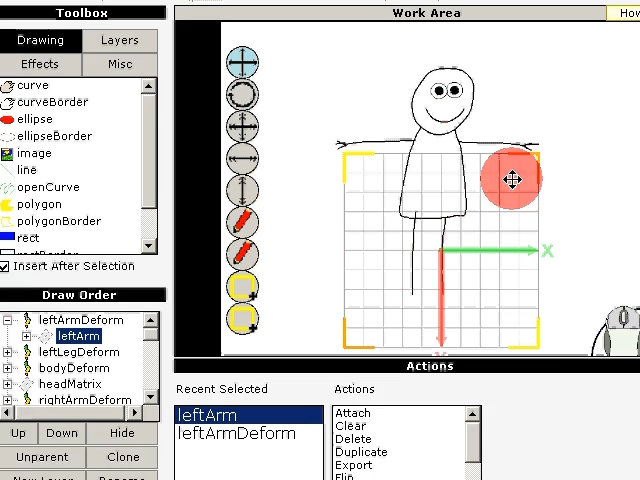 Toolbox
Work Area
How
Drawing
Layers
Effects
Misc
curve
curveBorder
ellipse
ellipseBorder
image
line
openCurve
polygon
polygonBorder
rect
Insert After Selection
Draw Order
leftArmDeform
leftArm
leftLegDeform
bodyDeform
headMatrix
rightArmDeform
Up
Down
Hide
Unparent
Clone
X
Actions
Recent Selected
Actions
leftArm
leftArmDeform
Attach
Clear
Delete
Duplicate
Export